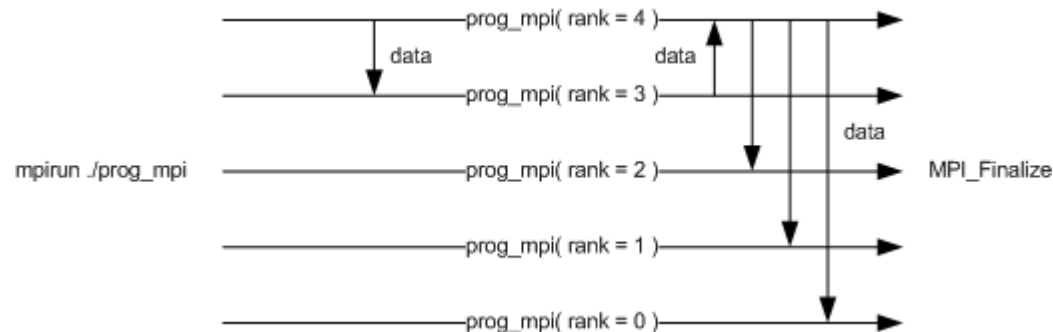 prog_mpi( rank = 4 )
data
data
prog_mpi( rank = 3 )
data
mpirun ./prog_mpi
prog_mpi( rank = 2 )
MPI_Finalize
prog_mpi( rank = 1 )
prog_mpi( rank = 0 )